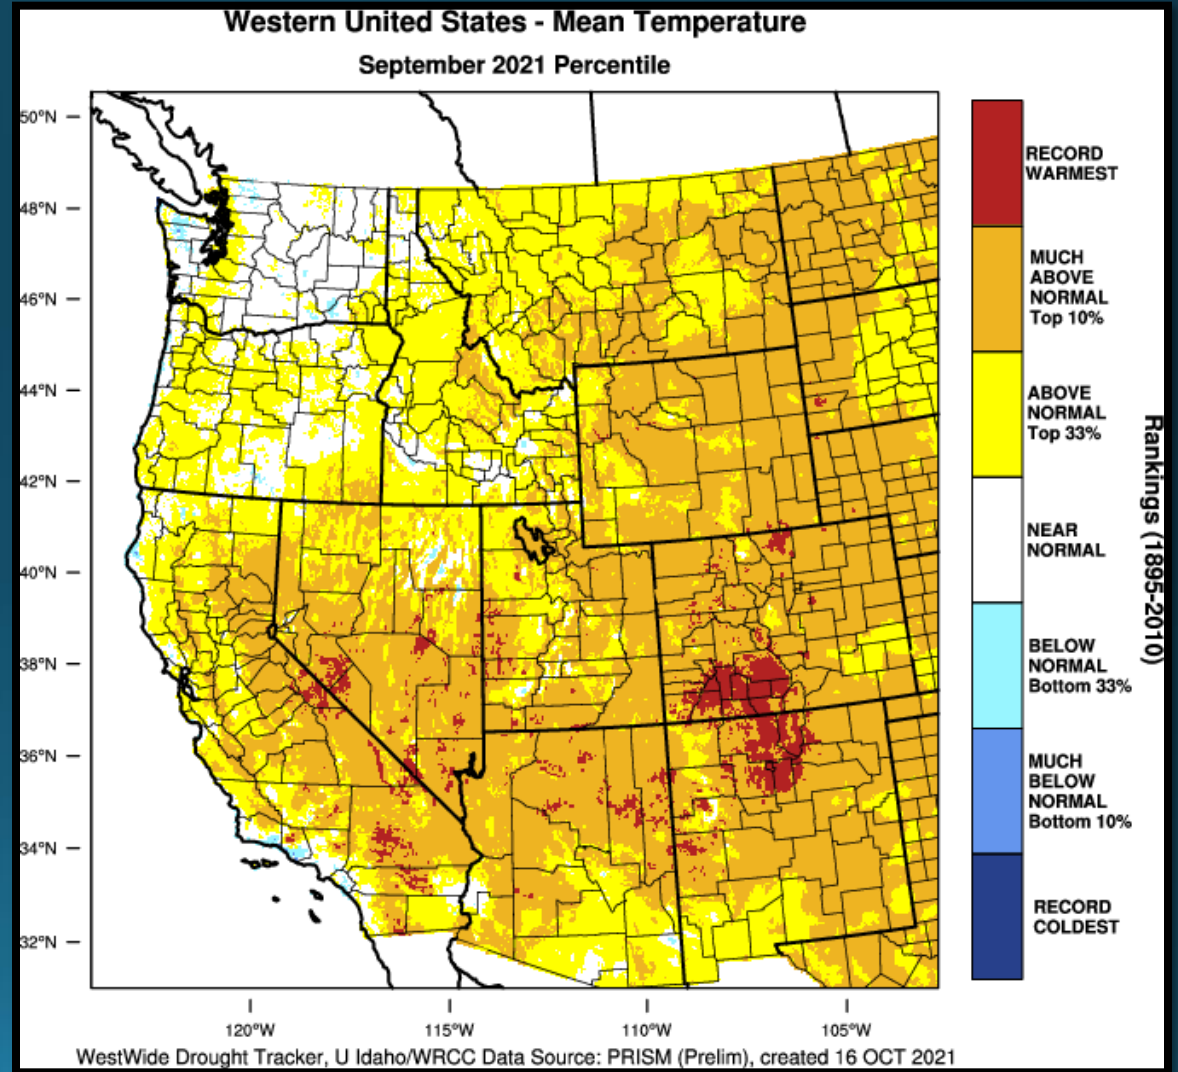 Western United States - Mean Temperature
September 2021 Percentile
50°N
48°N
46°N
44°N
42°N
40°N
38°N
36°N
34°N
32°N
120°W
115°W
110°W
105°W
RECORD
WARMEST
MUCH
ABOVE
NORMAL
Top 10%
ABOVE
NORMAL
Top 33%
NEAR
NORMAL
BELOW
NORMAL
Bottom 33%
MUCH
BELOW
NORMAL
Bottom 10%
RECORD
COLDEST
Rankings (1895-2010)
WestWide Drought Tracker, U Idaho/WRCC Data Source: PRISM (Prelim), created 16 OCT 2021